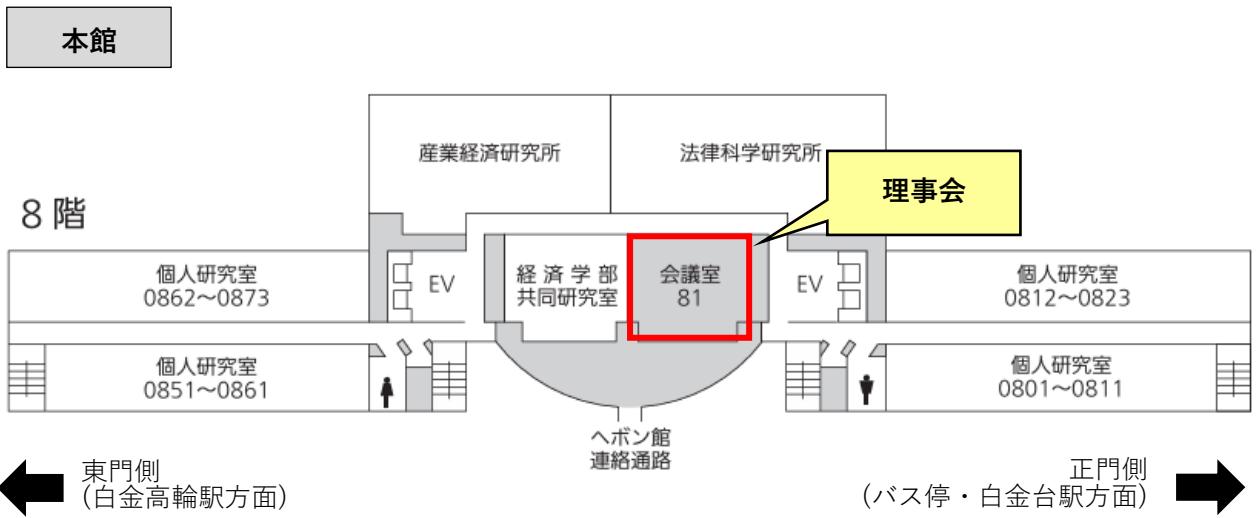 本館
産業経済研究所
法律科学研究所
理事会
8階
個人研究室
0862～0873
EV
経済学部
共同研究室
会議室
81
EV
個人研究室
0812～0823
個人研究室
0851～0861
個人研究室
0801～0811
ヘボン館
連絡通路
東門側
(白金高輪駅方面)
正門側
(バス停・白金台駅方面)